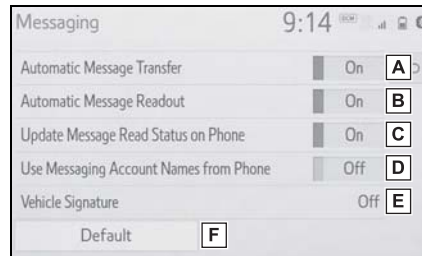 Messaging 9:14 DCM
Automatic Message Transfer On A
Automatic Message Readout On B
Update Message Read Status on Phone On C
Use Messaging Account Names from Phone Off D
Vehicle Signature Off E
Default F